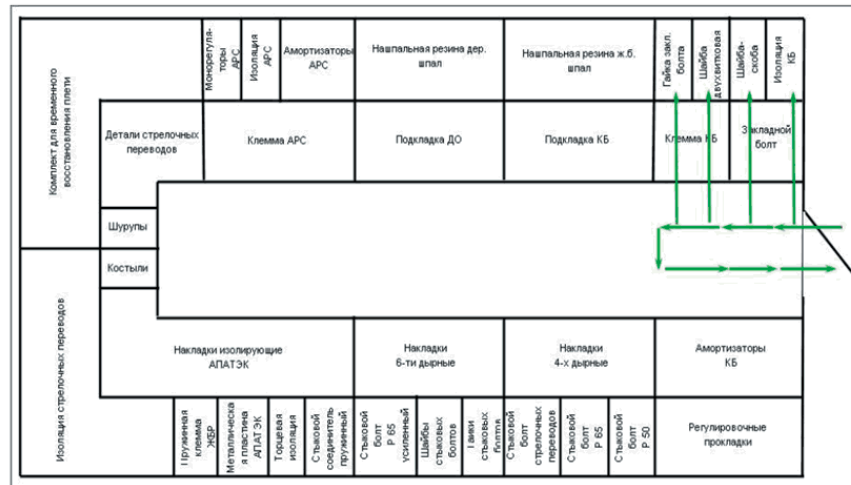 Комплект для временного
восстановления плети
Монорегуля-
торы
АРС
Изоляция
АРС
Амортизаторы
АРС
Нашпальная резина дер.
шпал
Нашпальная резина ж.б.
шпал
Гайка закл.
болта
Шайба
двухвитковая
Шайба-
скоба
Изоляция
КБ
Детали стрелочных
переводов
Клемма АРС
Подкладка ДО
Подкладка КБ
Клемма КБ
Закладной
болт
Шурупы
Костыли
Изоляция стрелочных переводов
Накладки изолирующие
АПАТЭК
Накладки
6-ти дырные
Накладки
4-х дырные
Амортизаторы
КБ
Пружинная
клемма
ЖБР
Металлическа
я пластина
АПАТЭК
Торцевая
изоляция
Стыковой
соединитель
пружинный
Стыковой
болт
Р 65
усиленный
Шайбы
стыковых
болтов
Гайки
стыковых
болтов
Стыковой
болт
стрелочных
переводов
Стыковой
болт
Р 65
Стыковой
болт
Р 50
Регулировочные
прокладки